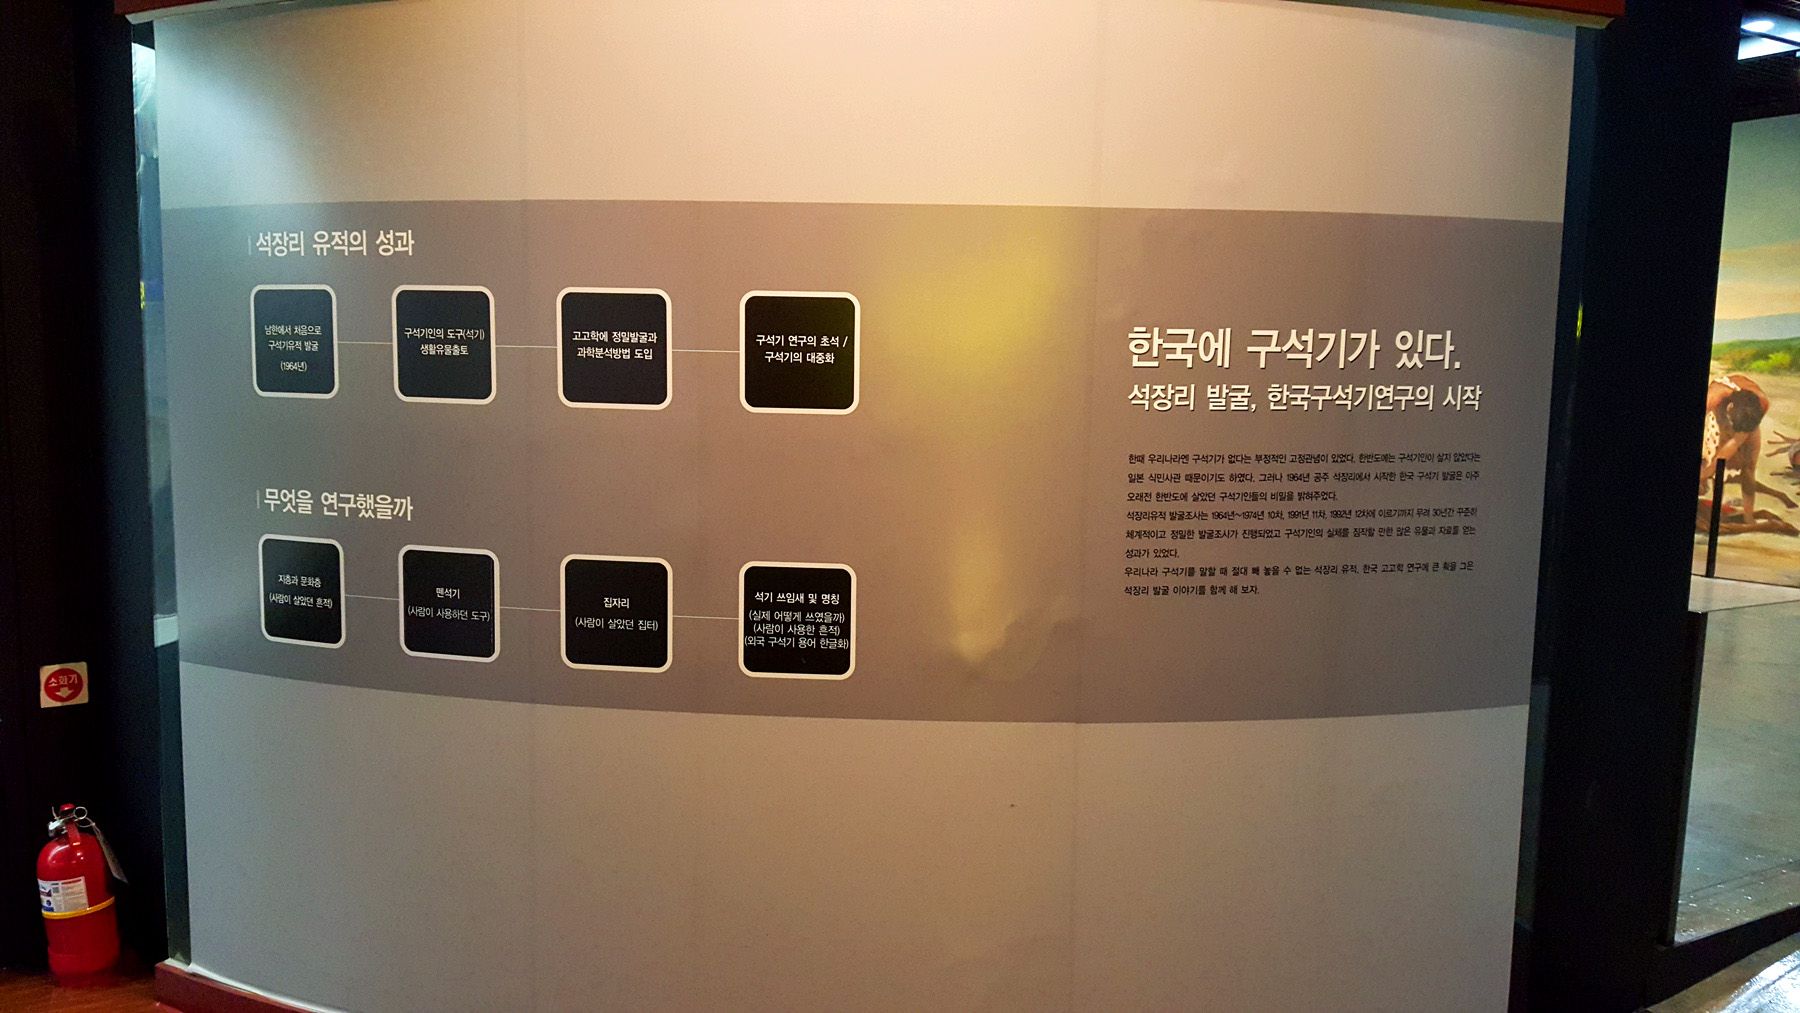 석장리 유적의 성과
남한에서 처음으로
구석기유적 발굴
(1964년)
구석기인의 도구(석기)
생활유물출토
고고학에 정밀발굴과
과학분석방법 도입
구석기 연구의 초석 /
구석기의 대중화
무엇을 연구했을까
지층과 문화층
(사람이 살았던 흔적)
뗀석기
(사람이 사용하던 도구)
집자리
(사람이 살았던 집터)
석기 쓰임새 및 명칭
(실제 어떻게 쓰였을까)
(사람이 사용한 흔적)
(외국 구석기 용어 한글화)
한국에 구석기가 있다.
석장리 발굴, 한국구석기연구의 시작
한때 우리나라엔 구석기가 없다는 부정적인 고정관념이 있었다. 한반도에는 구석기인이 살지 않았다는
일본 식민사관 때문이기도 하였다. 그러나 1964년 공주 석장리에서 시작한 한국 구석기 발굴은 아주
오래전 한반도에 살았던 구석기인들의 비밀을 밝혀주었다.
석장리유적 발굴조사는 1964년~1974년 10차, 1991년 11차, 1992년 12차에 이르기까지 무려 30년간 꾸준히
체계적이고 정밀한 발굴조사가 진행되었고 구석기인의 실체를 짐작할 만한 많은 유물과 자료를 얻는
성과가 있었다.
우리나라 구석기를 말할 때 절대 빼 놓을 수 없는 석장리 유적. 한국 고고학 연구에 큰 획을 그은
석장리 발굴 이야기를 함께 해 보자.
소화기